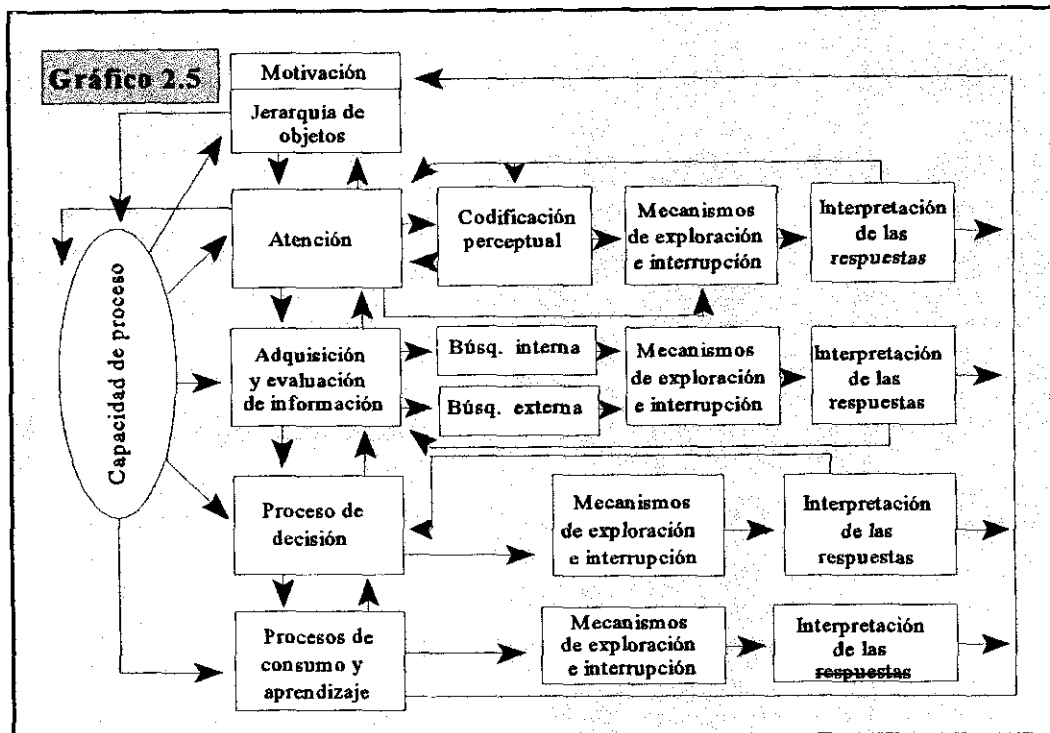 Gráfico 2.5
Motivación
Jerarquía de
objetos
Atención
Codificación
perceptual
Mecanismos
de exploración
e interrupción
Interpretación
de las
respuestas
Capacidad de proceso
Adquisición
y evaluación
de información
Búsq. interna
Búsq. externa
Mecanismos
de exploración
e interrupción
Interpretación
de las
respuestas
Proceso de
decisión
Mecanismos
de exploración
e interrupción
Interpretación
de las
respuestas
Procesos de
consumo y
aprendizaje
Mecanismos
de exploración
e interrupción
Interpretación
de las
respuestas